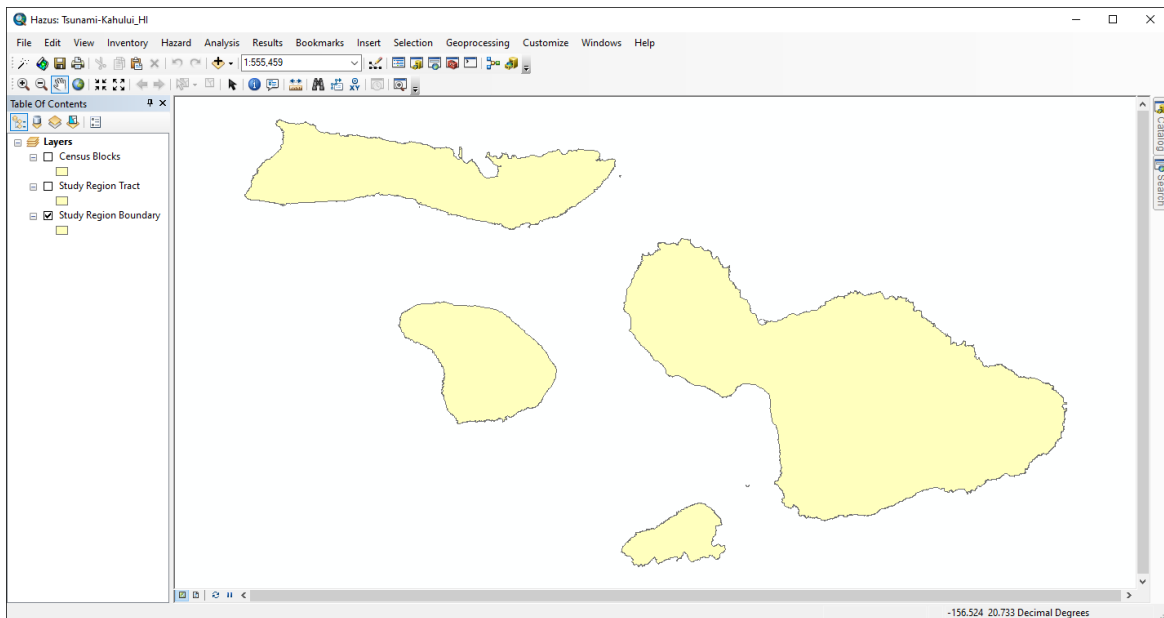 Hazus: Tsunami-Kahului_HI
File Edit View Inventory Hazard Analysis Results Bookmarks Insert Selection Geoprocessing Customize Windows Help
1:555,459
Table Of Contents
Layers
Census Blocks
Study Region Tract
Study Region Boundary
Catalog
Search
-156.524 20.733 Decimal Degrees